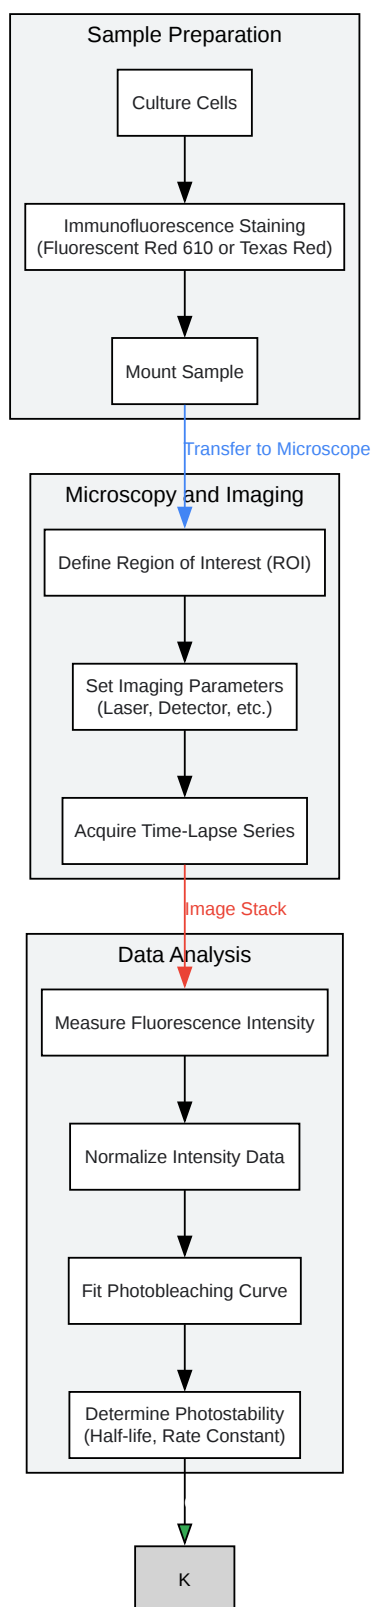 Sample Preparation
Culture Cells
Immunofluorescence Staining
(Fluorescent Red 610 or Texas Red)
Mount Sample
Transfer to Microscope
Microscopy and Imaging
Define Region of Interest (ROI)
Set Imaging Parameters
(Laser, Detector, etc.)
Acquire Time-Lapse Series
Image Stack
Data Analysis
Measure Fluorescence Intensity
Normalize Intensity Data
Fit Photobleaching Curve
Determine Photostability
(Half-life, Rate Constant)
K